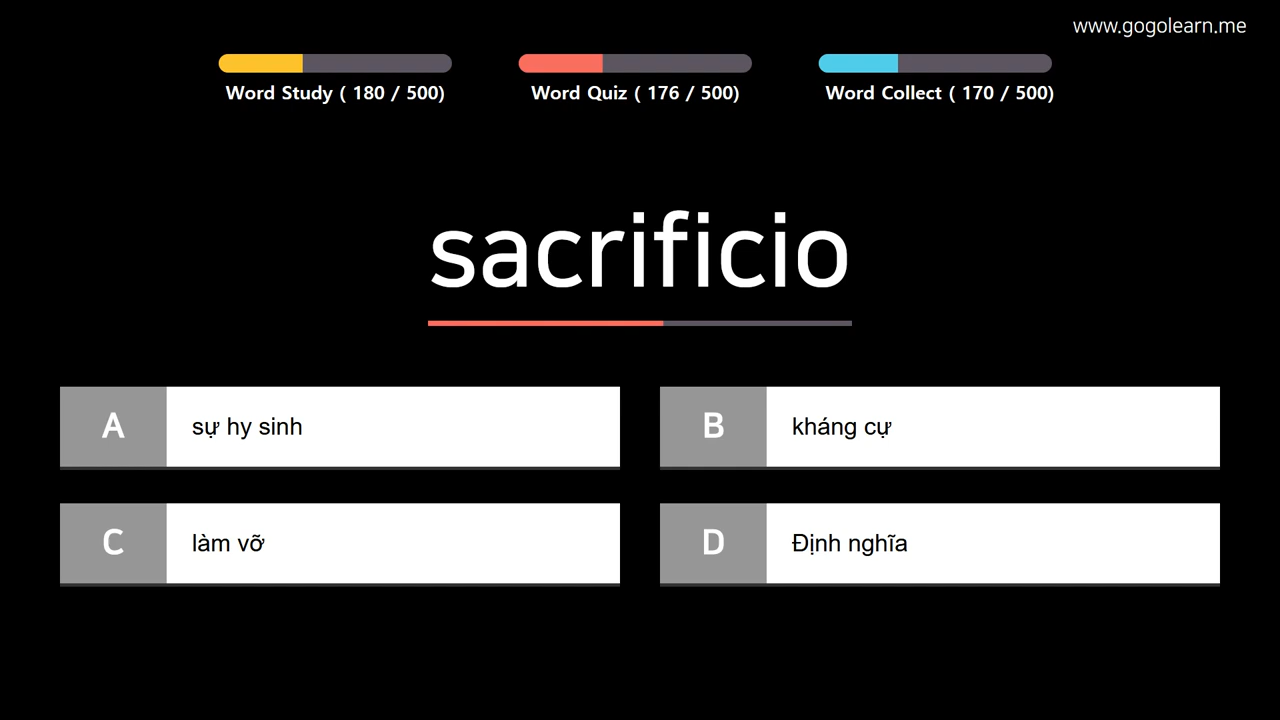 www.gogolearn.me
Word Study ( 180 / 500)
Word Quiz ( 176 / 500)
Word Collect ( 170 / 500)
sacrificio
A sự hy sinh
B kháng cự
C làm vỡ
D Định nghĩa